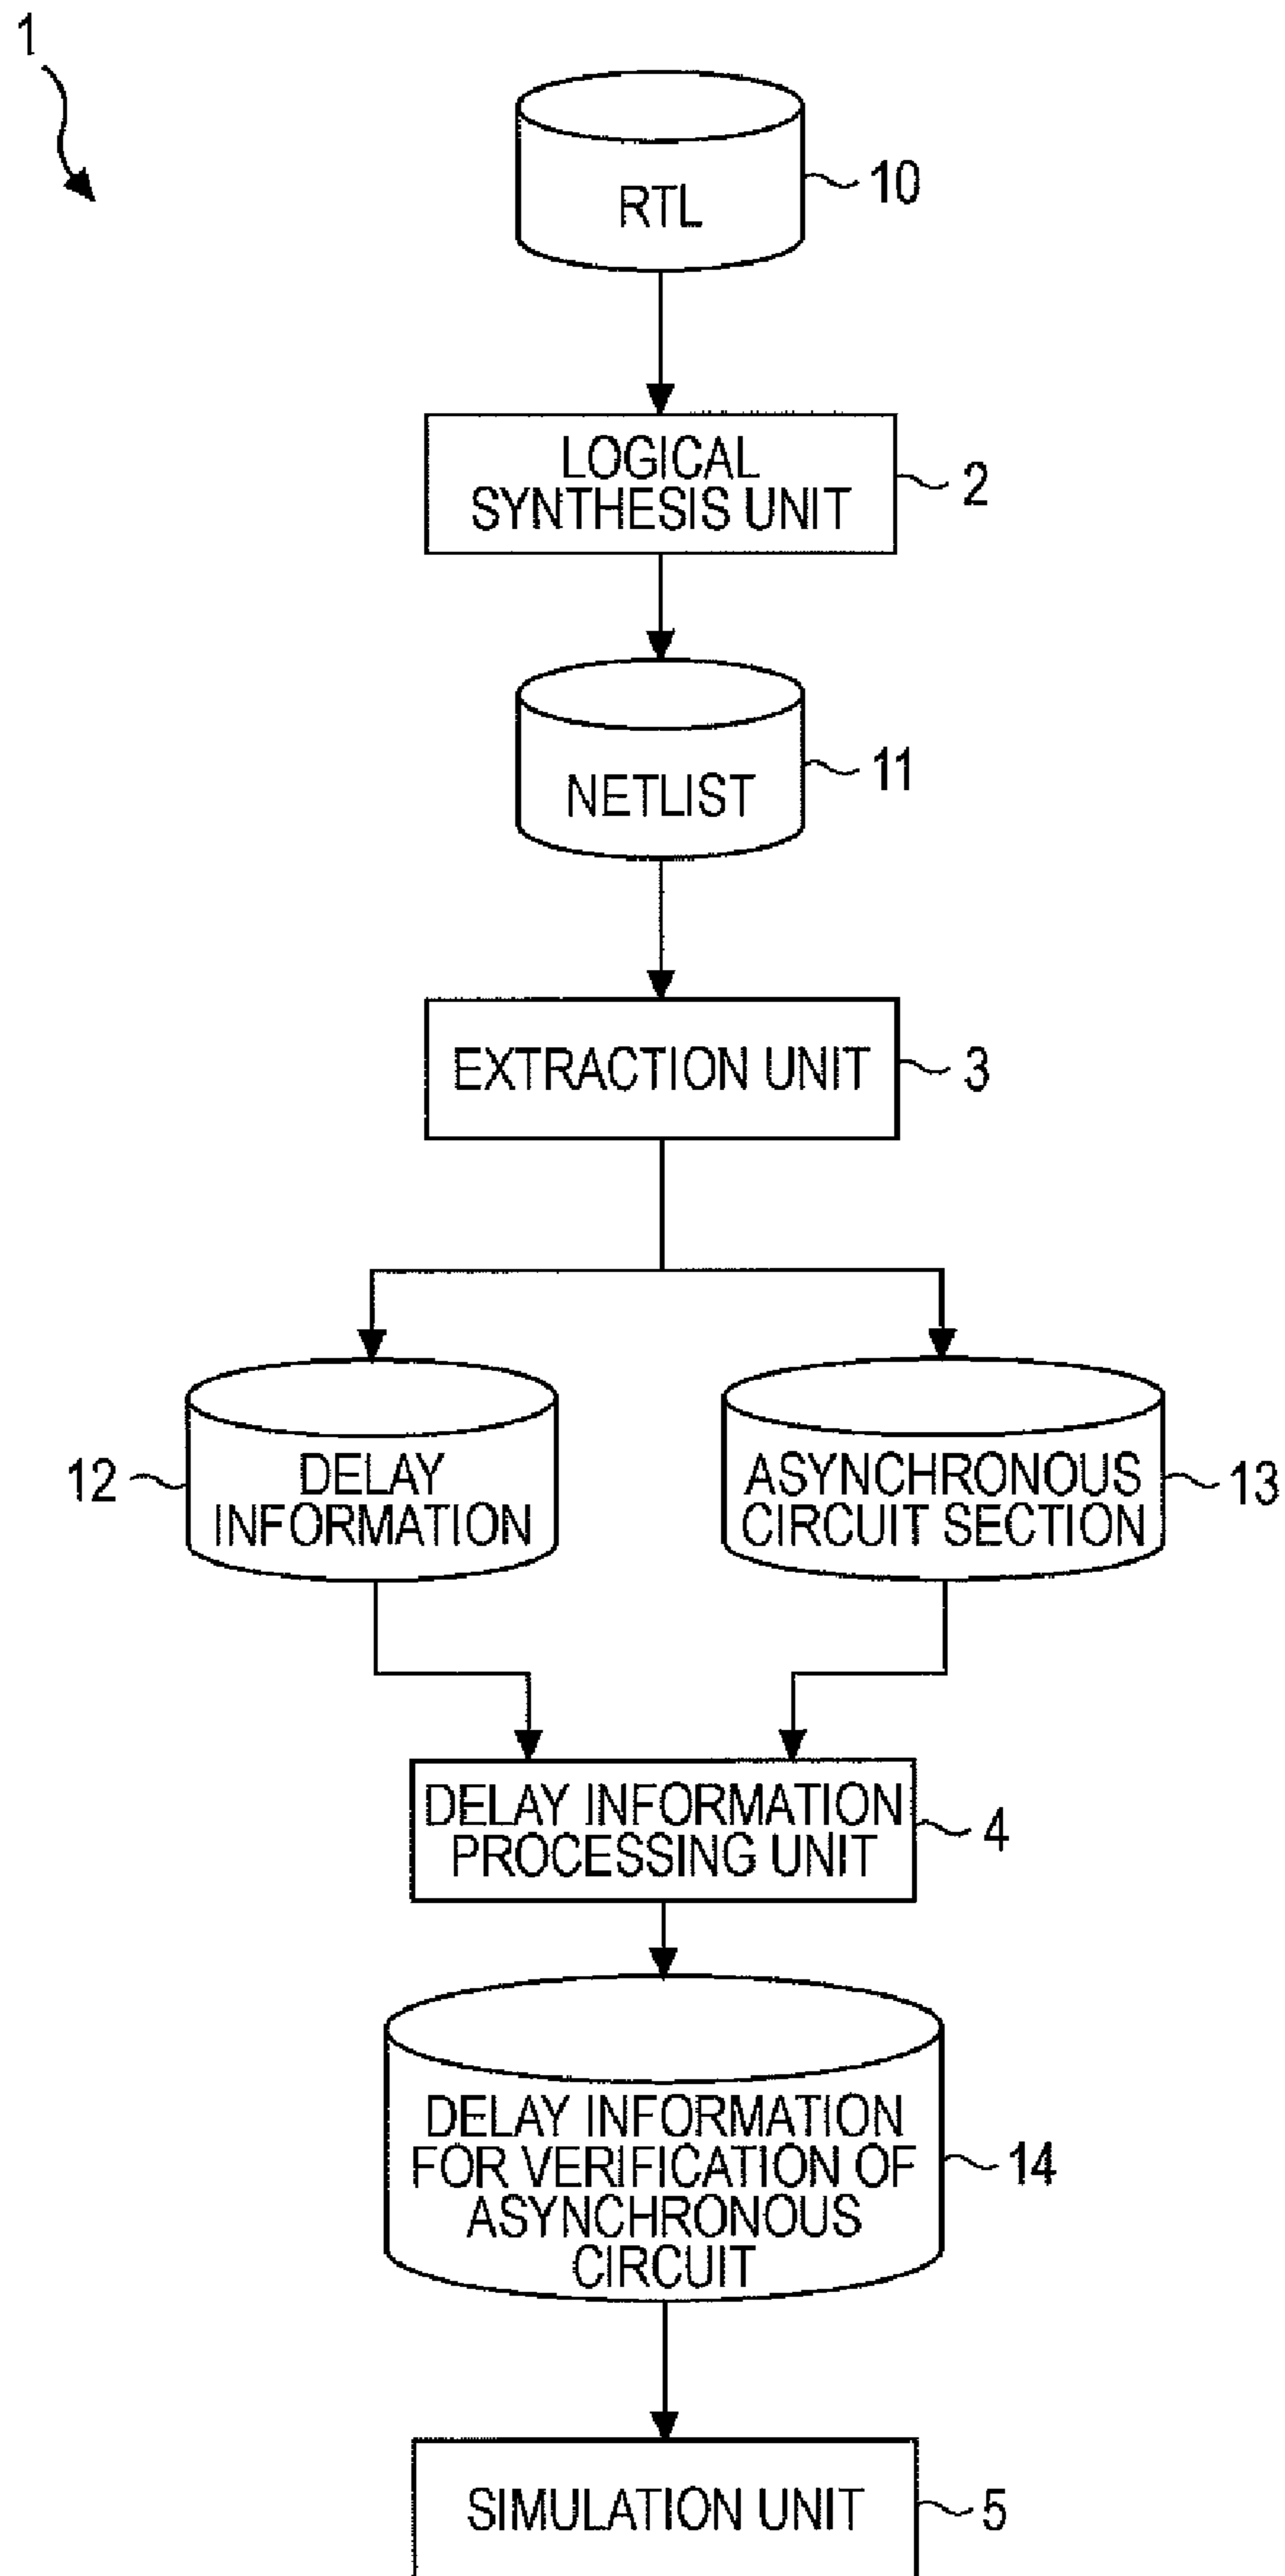 1
RTL
10
LOGICAL
SYNTHESIS UNIT
2
NETLIST
11
EXTRACTION UNIT
3
12
DELAY
INFORMATION
ASYNCHRONOUS
CIRCUIT SECTION
13
DELAY INFORMATION
PROCESSING UNIT
4
DELAY INFORMATION
FOR VERIFICATION OF
ASYNCHRONOUS
CIRCUIT
14
SIMULATION UNIT
5